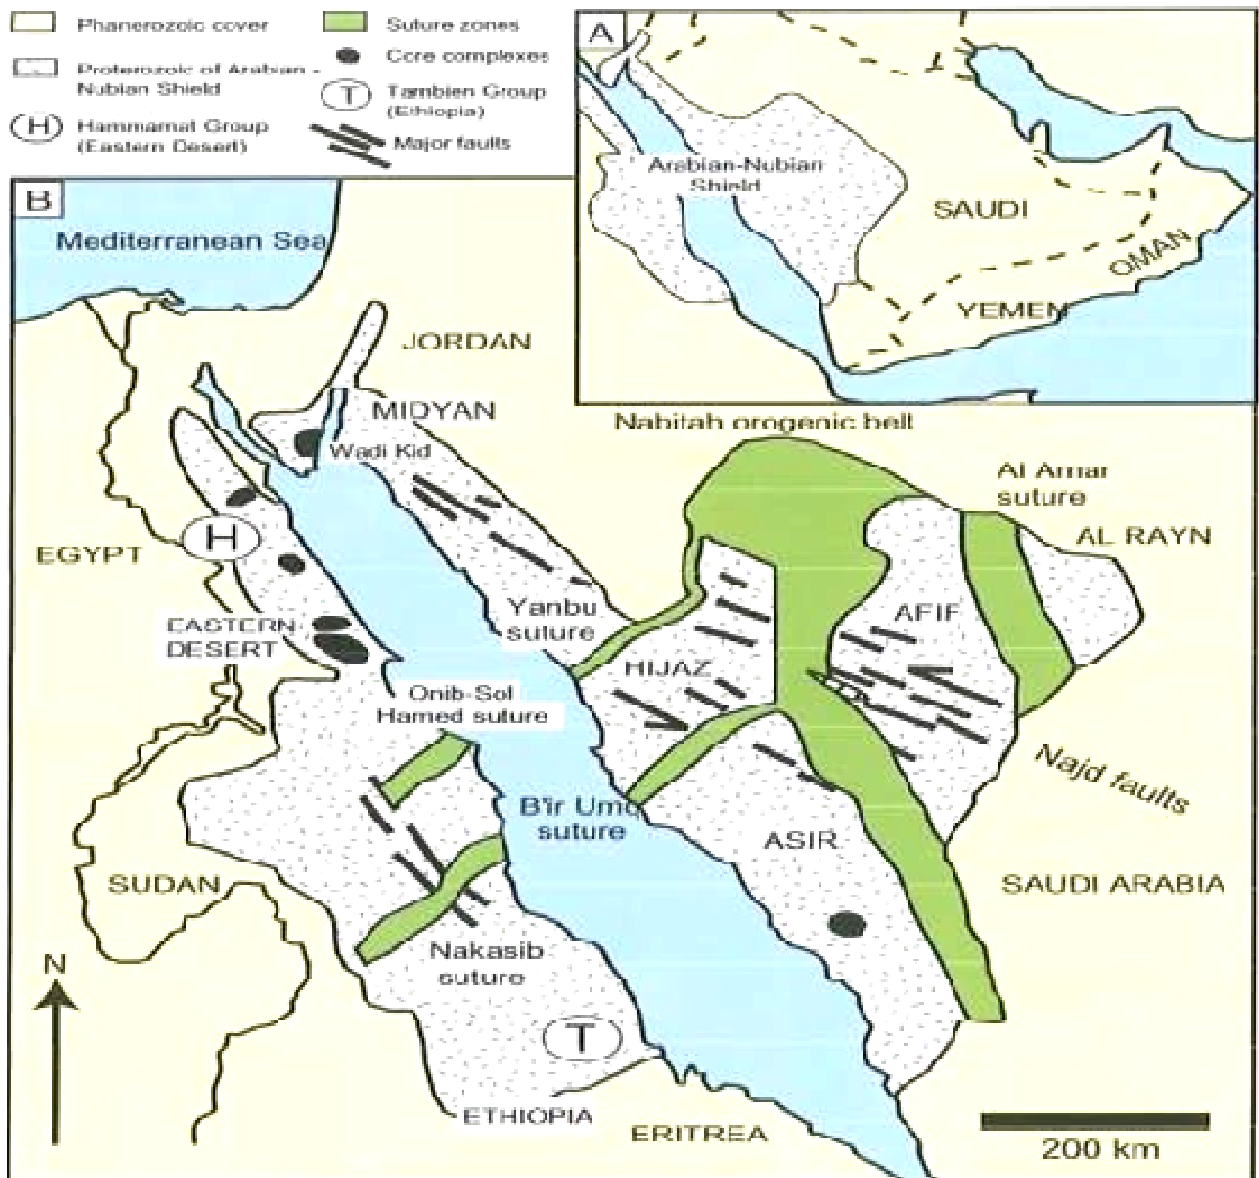 Phanerozoic cover
Proterozoic of Arabian -
Nubian Shield
H
Hammamat Group
(Eastern Desert)
Suture zones
Core complexes
T
Tambien Group
(Ethiopia)
Major faults
A
Arabian-Nubian
Shield
SAUDI
OMAN
YEMEN
B
Mediterranean Sea
JORDAN
MIDYAN
Wadi Kid
Nabitah orogenic belt
Al Amar
suture
AL RAYN
H
EGYPT
EASTERN
DESERT
Yanbu
suture
AFIF
HIJAZ
Onib-Sol
Hamed suture
Najd faults
B'ir Umq
suture
ASIR
SUDAN
SAUDI ARABIA
N
Nakasib
suture
T
ETHIOPIA
ERITREA
200 km